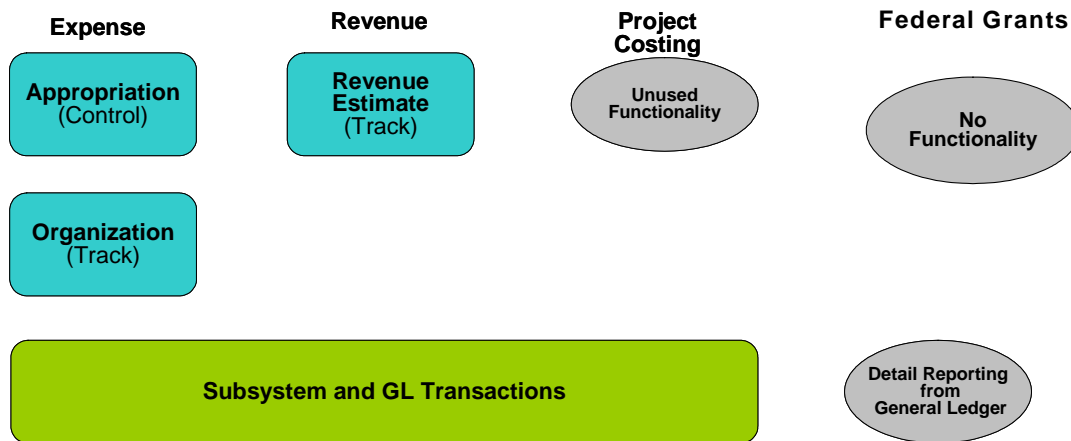 Expense
Revenue
Project
Costing
Federal Grants
Appropriation
(Control)
Revenue
Estimate
(Track)
Unused
Functionality
No
Functionality
Organization
(Track)
Subsystem and GL Transactions
Detail Reporting
from
General Ledger